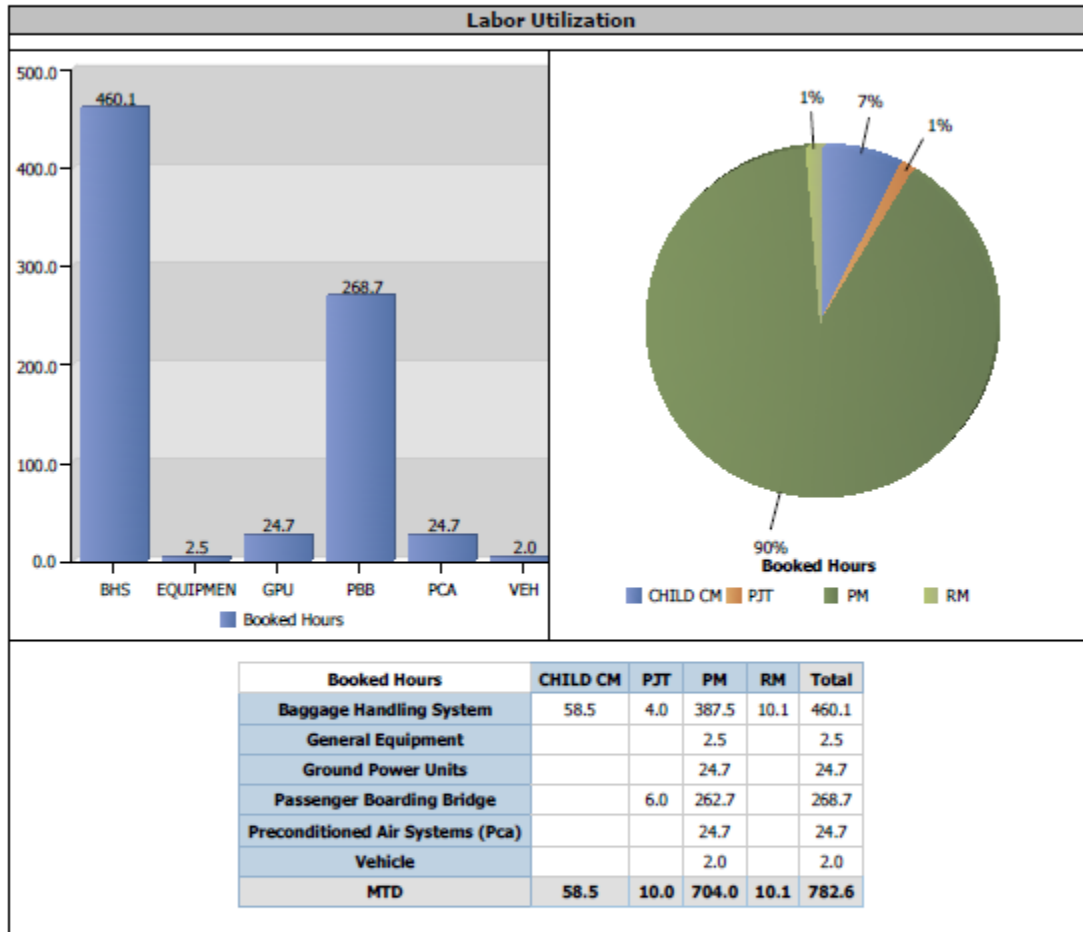 Labor Utilization
500.0
400.0
300.0
200.0
100.0
0.0
460.1
2.5
24.7
268.7
24.7
2.0
BHS EQUIPMEN GPU PBB PCA VEH
Booked Hours
1% 7% 1%
90%
Booked Hours
CHILD CM PJT PM RM
Booked Hours CHILD CM PJT PM RM Total
Baggage Handling System 58.5 4.0 387.5 10.1 460.1
General Equipment 2.5 2.5
Ground Power Units 24.7 24.7
Passenger Boarding Bridge 6.0 262.7 268.7
Preconditioned Air Systems (Pca) 24.7 24.7
Vehicle 2.0 2.0
MTD 58.5 10.0 704.0 10.1 782.6